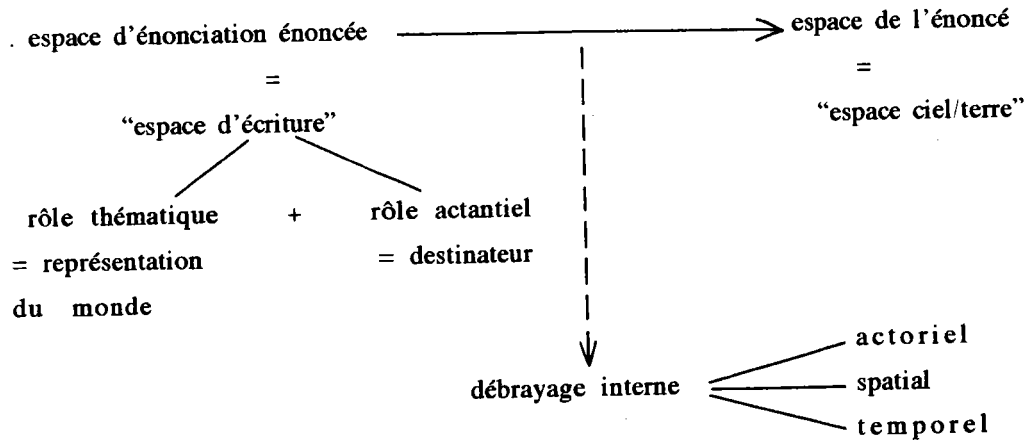 . espace d'énonciation énoncée
espace de l'énoncé
=
=
“espace d'écriture”
“espace ciel/terre”
rôle thématique + rôle actantiel
= représentation
= destinateur
du monde
actoriel
débrayage interne
spatial
temporel